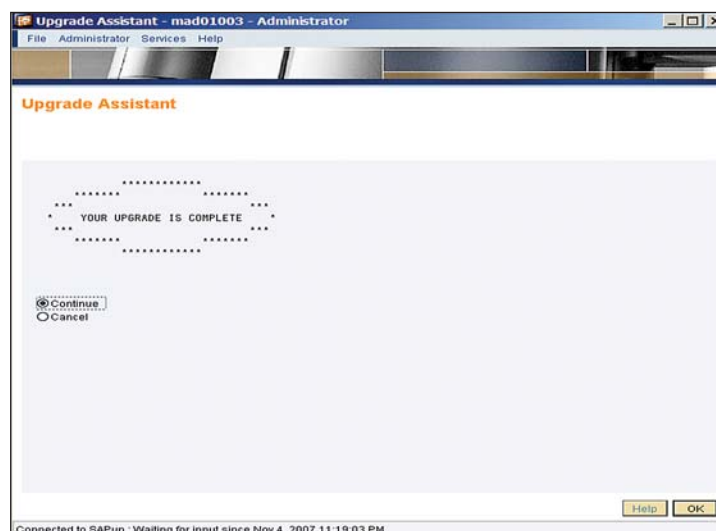 Upgrade Assistant - mad01003 - Administrator
File Administrator Services Help
Upgrade Assistant
************
******* *******
*** ***
* YOUR UPGRADE IS COMPLETE *
*** ***
******* *******
************
Continue
Cancel
Help OK
Connected to SAPup : Waiting for input since Nov 4, 2007 11:19:03 PM